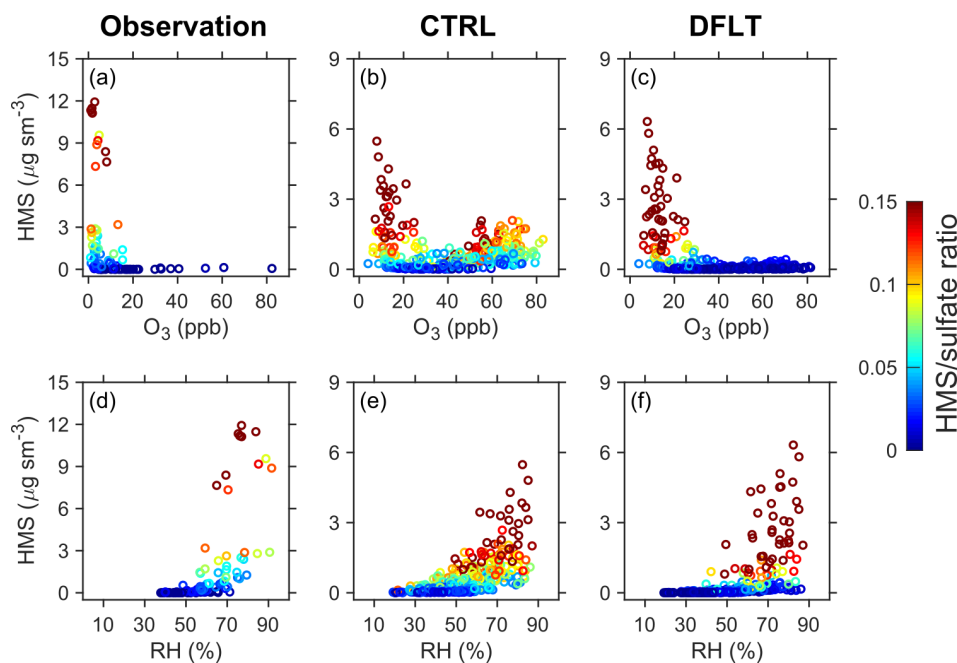 Observation CTRL DFLT
(a) (b) (c)
15
12
9
6
3
0
HMS (μg sm⁻³)
0 20 40 60 80
O₃ (ppb)
9
6
3
0
0 20 40 60 80
O₃ (ppb)
9
6
3
0
0 20 40 60 80
O₃ (ppb)
(d) (e) (f)
15
12
9
6
3
0
HMS (μg sm⁻³)
10 30 50 70 90
RH (%)
9
6
3
0
10 30 50 70 90
RH (%)
9
6
3
0
10 30 50 70 90
RH (%)
0.15
0.1
0.05
0
HMS/sulfate ratio